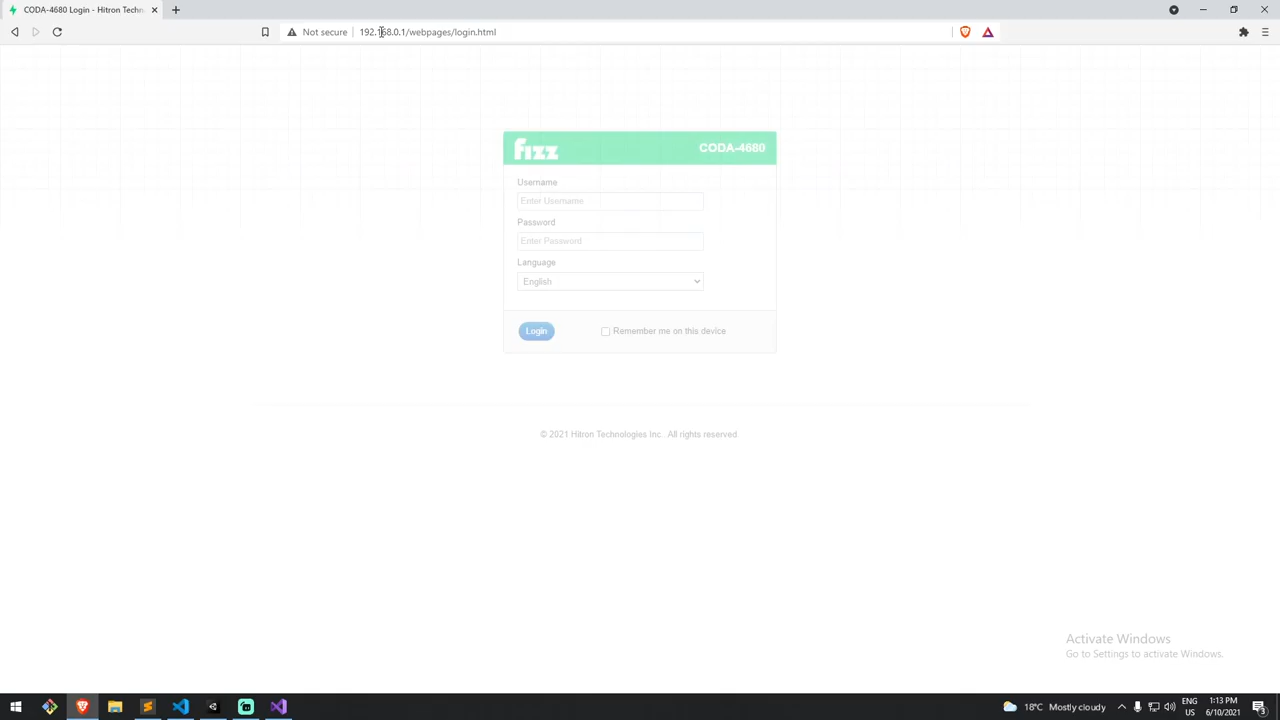 CODA-4680 Login - Hitron Techn
Not secure
192.168.0.1/webpages/login.html
fizz
CODA-4680
Username
Enter Username
Password
Enter Password
Language
English
Login
Remember me on this device
© 2021 Hitron Technologies Inc.. All rights reserved.
Activate Windows
Go to Settings to activate Windows.
18°C Mostly cloudy
ENG
US
1:13 PM
6/10/2021
3